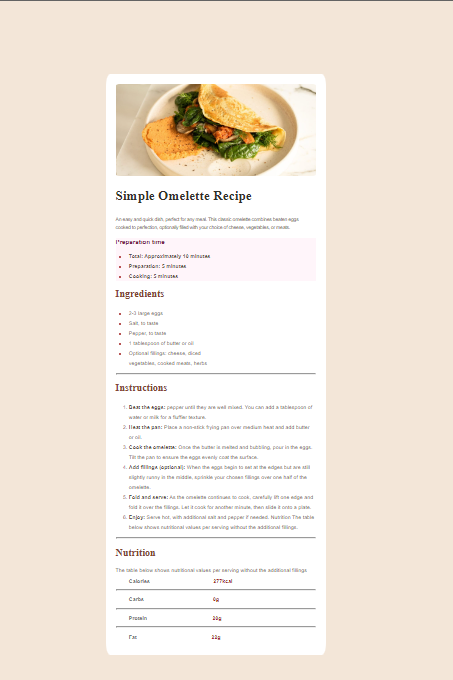 Simple Omelette Recipe
An easy and quick dish, perfect for any meal. This classic omelette combines beaten eggs
cooked to perfection, optionally filled with your choice of cheese, vegetables, or meats.
Preparation time
Total: Approximately 10 minutes
Preparation: 5 minutes
Cooking: 5 minutes
Ingredients
2-3 large eggs
Salt, to taste
Pepper, to taste
1 tablespoon of butter or oil
Optional fillings: cheese, diced
vegetables, cooked meats, herbs
Instructions
1. Beat the eggs: pepper until they are well mixed. You can add a tablespoon of
water or milk for a fluffier texture.
2. Heat the pan: Place a non-stick frying pan over medium heat and add butter
or oil.
3. Cook the omelette: Once the butter is melted and bubbling, pour in the eggs.
Tilt the pan to ensure the eggs evenly coat the surface.
4. Add fillings (optional): When the eggs begin to set at the edges but are still
slightly runny in the middle, sprinkle your chosen fillings over one half of the
omelette.
5. Fold and serve: As the omelette continues to cook, carefully lift one edge and
fold it over the fillings. Let it cook for another minute, then slide it onto a plate.
6. Enjoy: Serve hot, with additional salt and pepper if needed. Nutrition The table
below shows nutritional values per serving without the additional fillings.
Nutrition
The table below shows nutritional values per serving without the additional fillings
Calories 277kcal
Carbs 0g
Protein 20g
Fat 22g